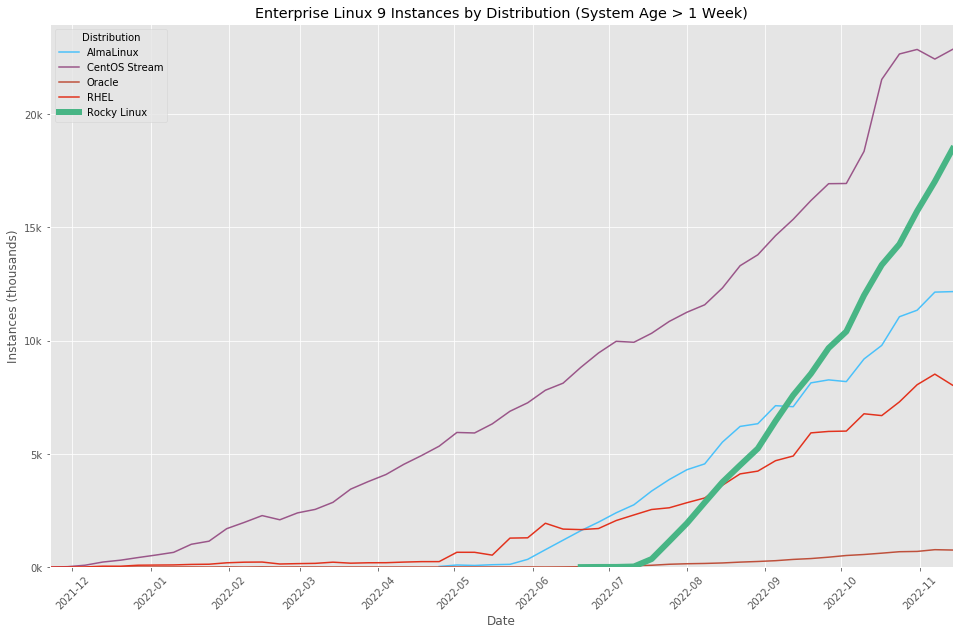 Enterprise Linux 9 Instances by Distribution (System Age > 1 Week)
Distribution
AlmaLinux
CentOS Stream
Oracle
RHEL
Rocky Linux
Instances (thousands)
20k
15k
10k
5k
0k
2021-12
2022-01
2022-02
2022-03
2022-04
2022-05
2022-06
2022-07
2022-08
2022-09
2022-10
2022-11
Date